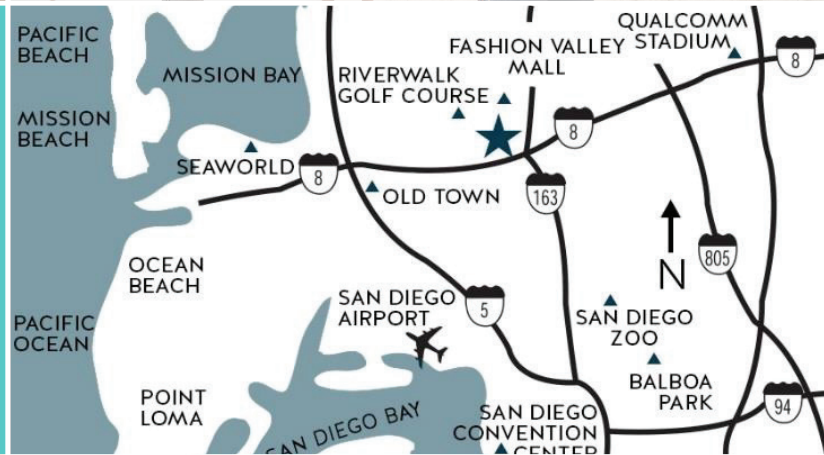 PACIFIC
BEACH
MISSION BAY
MISSION
BEACH
SEAWORLD
RIVERWALK
GOLF COURSE
FASHION VALLEY
MALL
QUALCOMM
STADIUM
8
8
8
OLD TOWN
163
N
805
OCEAN
BEACH
SAN DIEGO
AIRPORT
5
SAN DIEGO
ZOO
PACIFIC
OCEAN
BALBOA
PARK
POINT
LOMA
SAN DIEGO BAY
SAN DIEGO
CONVENTION
CENTER
94